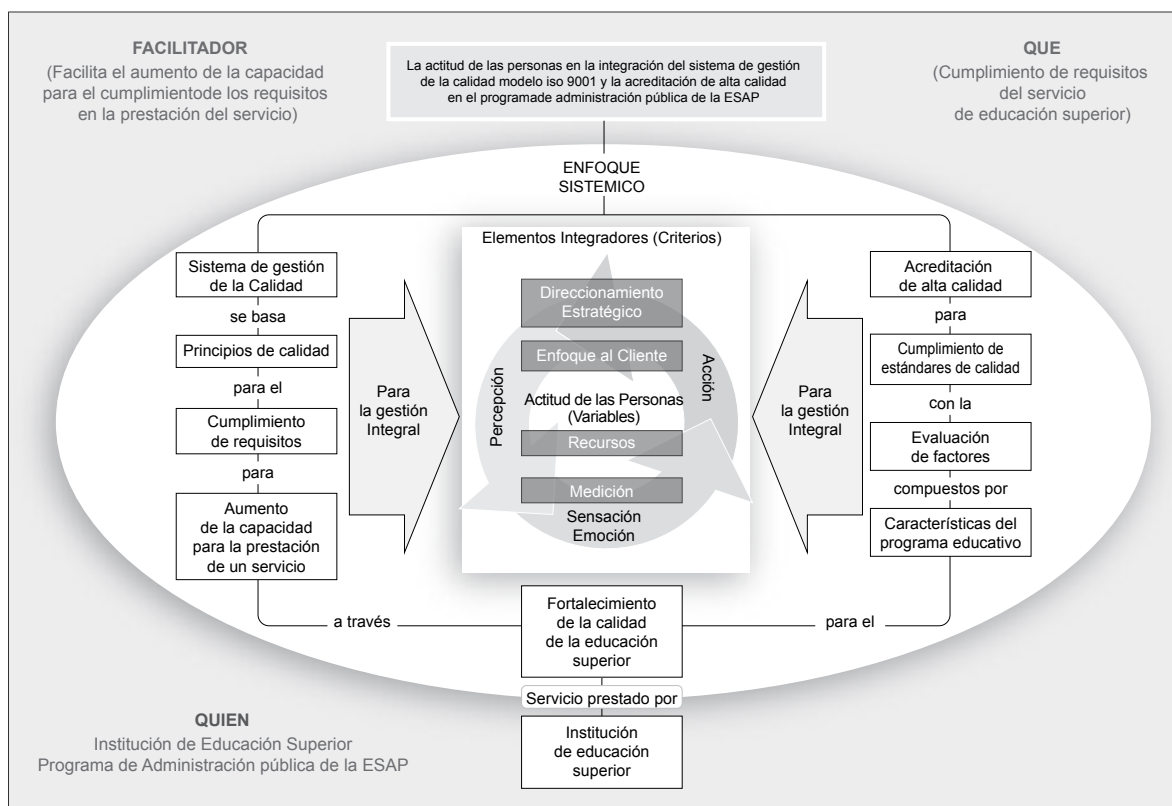 FACILITADOR
(Facilita el aumento de la capacidad
para el cumplimientode los requisitos
en la prestación del servicio)
La actitud de las personas en la integración del sistema de gestión
de la calidad modelo iso 9001 y la acreditación de alta calidad
en el programade administración pública de la ESAP
QUE
(Cumplimiento de requisitos
del servicio
de educación superior)
ENFOQUE
SISTEMICO
Sistema de gestión
de la Calidad
se basa
Principios de calidad
para el
Cumplimiento
de requisitos
para
Aumento
de la capacidad
para la prestación
de un servicio
Para
la gestión
Integral
Elementos Integradores (Criterios)
Direccionamiento
Estratégico
Enfoque al Cliente
Percepción
Acción
Actitud de las Personas
(Variables)
Recursos
Medición
Sensación
Emoción
Para
la gestión
Integral
Acreditación
de alta calidad
para
Cumplimiento de
estándares de calidad
con la
Evaluación
de factores
compuestos por
Características del
programa educativo
a través
Fortalecimiento
de la calidad
de la educación
superior
para el
Servicio prestado por
Institución
de educación
superior
QUIEN
Institución de Educación Superior
Programa de Administración pública de la ESAP